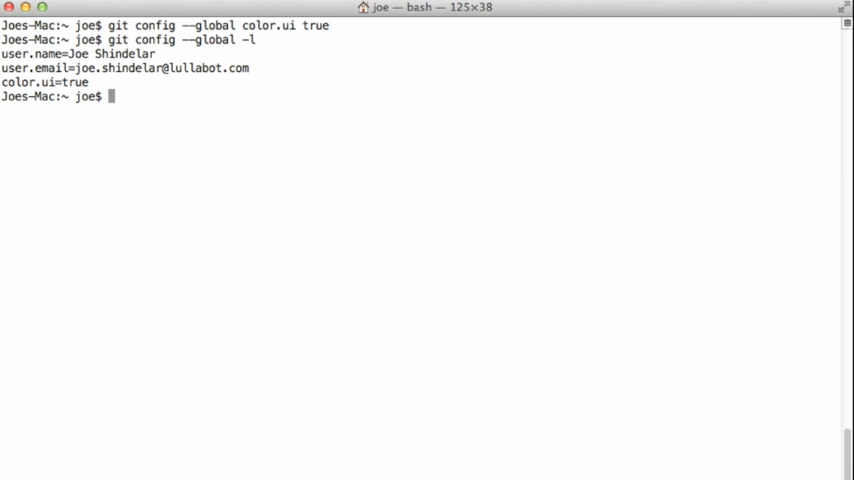 joe — bash — 125×38
Joes-Mac:~ joe$ git config --global color.ui true
Joes-Mac:~ joe$ git config --global -l
user.name=Joe Shindelar
user.email=joe.shindelar@lullabot.com
color.ui=true
Joes-Mac:~ joe$